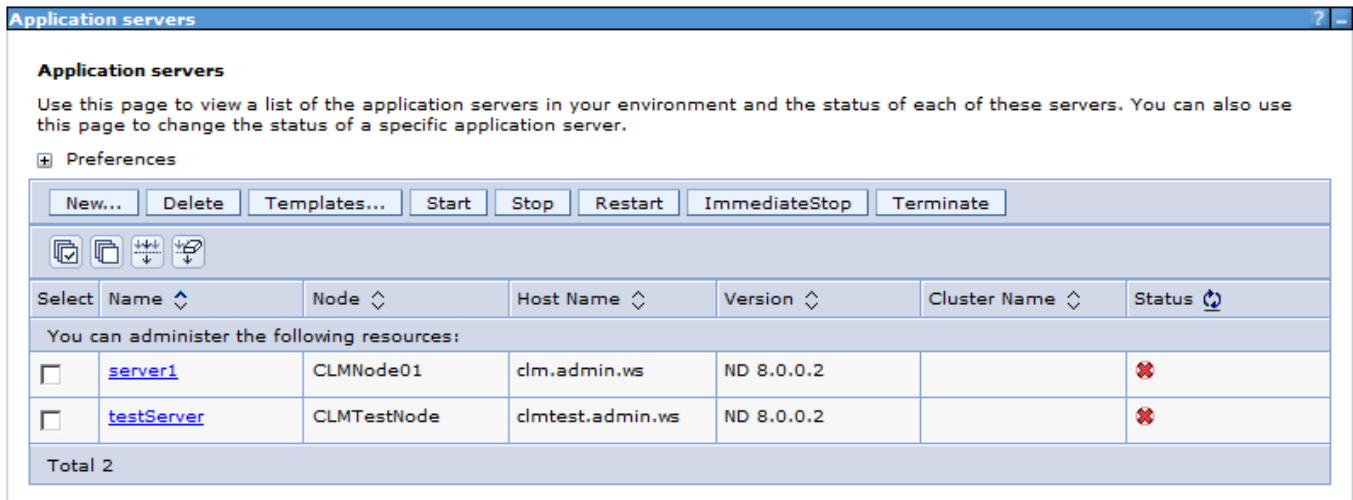 Application servers ? _
Application servers
Use this page to view a list of the application servers in your environment and the status of each of these servers. You can also use
this page to change the status of a specific application server.
Preferences
New... Delete Templates... Start Stop Restart ImmediateStop Terminate
Select Name Node Host Name Version Cluster Name Status
You can administer the following resources:
server1 CLMNode01 clm.admin.ws ND 8.0.0.2
testServer CLMTestNode clmtest.admin.ws ND 8.0.0.2
Total 2